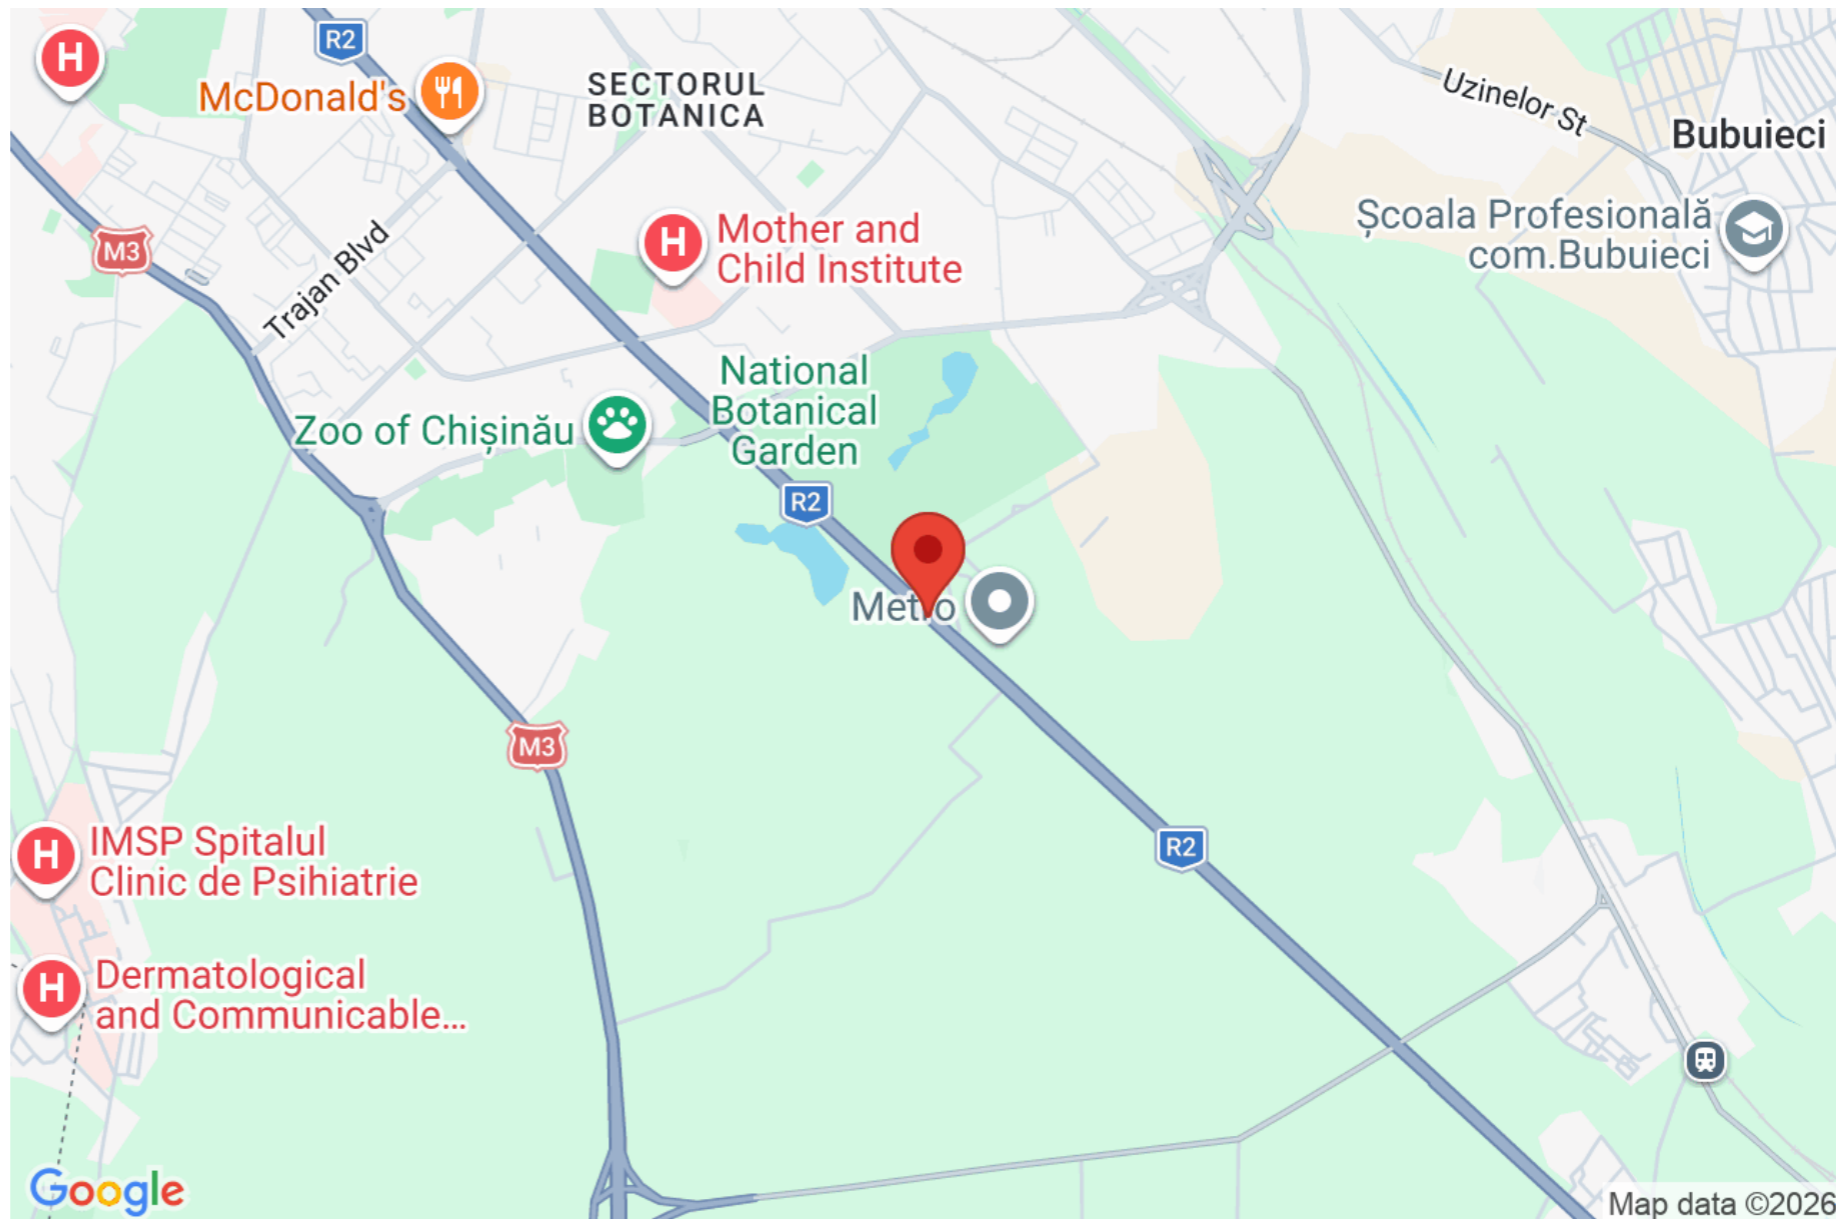 H
R2
McDonald's
SECTORUL
BOTANICA
Uzinelor St
Bubuieci
M3
Trajan Blvd
H
Mother and
Child Institute
Școala Profesională
com.Bubuieci
National
Botanical
Garden
Zoo of Chișinău
R2
Metro
M3
H
IMSP Spitalul
Clinic de Psihiatrie
R2
H
Dermatological
and Communicable...
Google
Map data ©2026